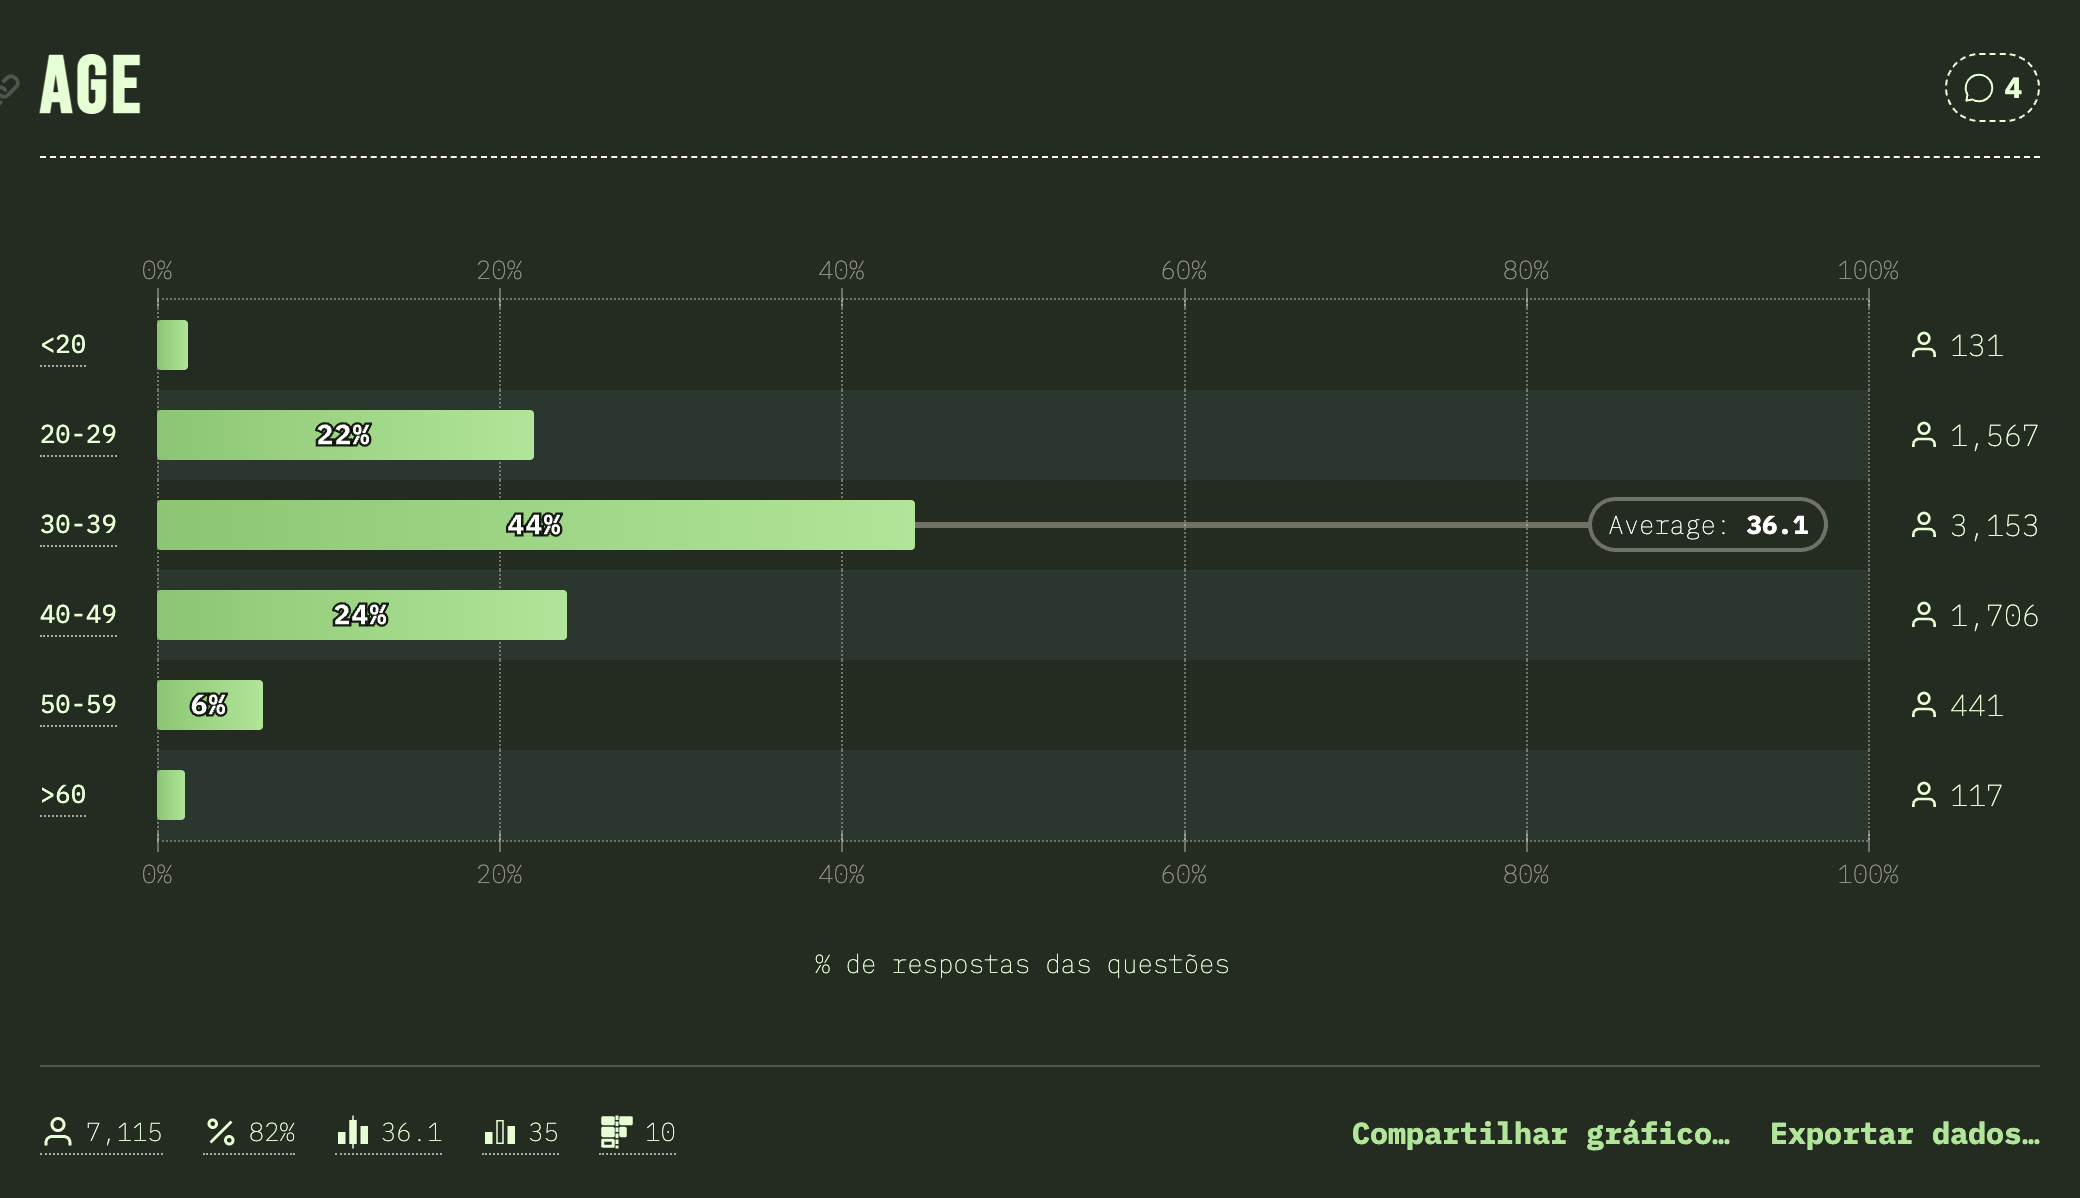 AGE
4
0% 20% 40% 60% 80% 100%
<20 131
20-29 22% 1,567
30-39 44% Average: 36.1 3,153
40-49 24% 1,706
50-59 6% 441
>60 117
0% 20% 40% 60% 80% 100%
% de respostas das questões
7,115 82% 36.1 35 10 Compartilhar gráfico… Exportar dados…